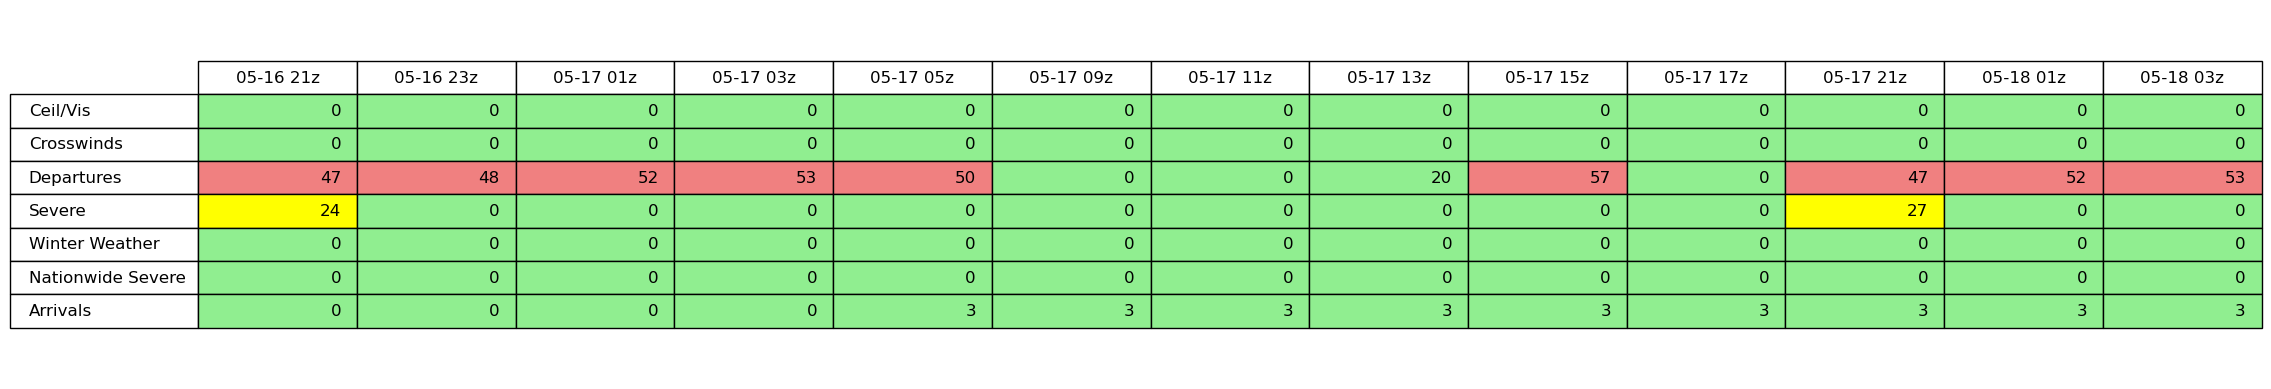 05-16 21z 05-16 23z 05-17 01z 05-17 03z 05-17 05z 05-17 09z 05-17 11z 05-17 13z 05-17 15z 05-17 17z 05-17 21z 05-18 01z 05-18 03z
Ceil/Vis 0 0 0 0 0 0 0 0 0 0 0 0 0
Crosswinds 0 0 0 0 0 0 0 0 0 0 0 0 0
Departures 47 48 52 53 50 0 0 20 57 0 47 52 53
Severe 24 0 0 0 0 0 0 0 0 0 27 0 0
Winter Weather 0 0 0 0 0 0 0 0 0 0 0 0 0
Nationwide Severe 0 0 0 0 0 0 0 0 0 0 0 0 0
Arrivals 0 0 0 0 3 3 3 3 3 3 3 3 3